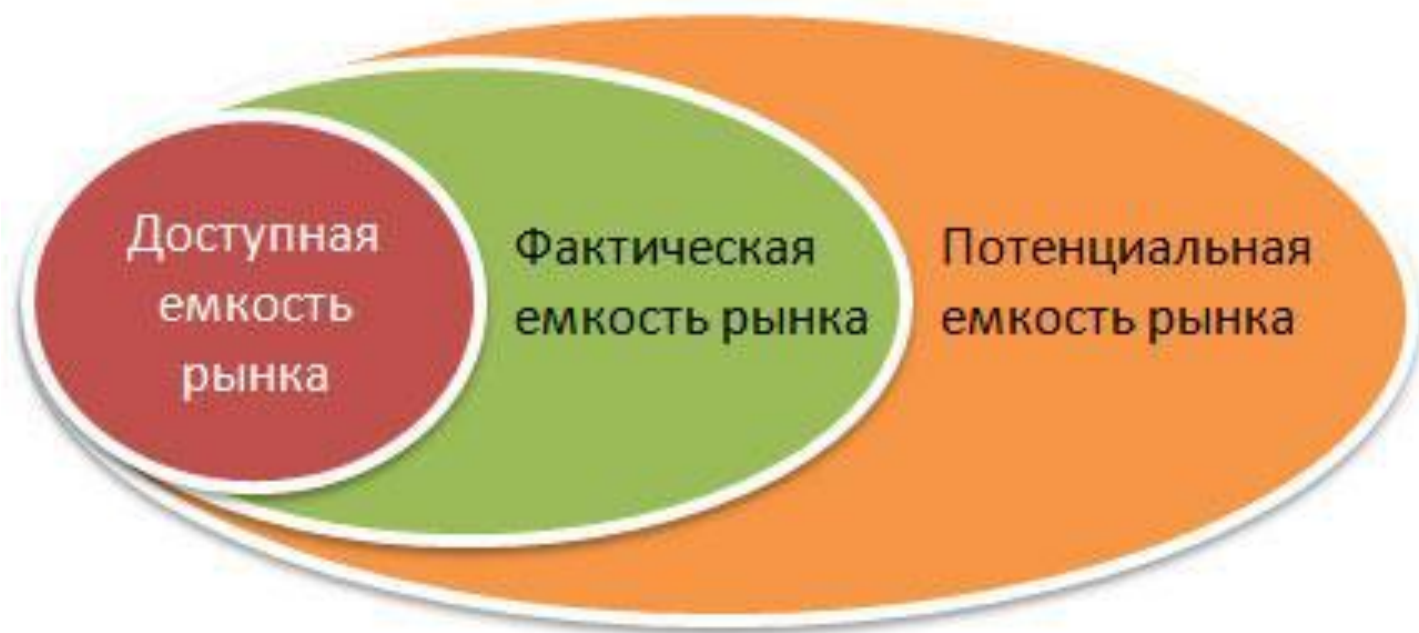 Доступная
емкость
рынка
Фактическая
емкость рынка
Потенциальная
емкость рынка